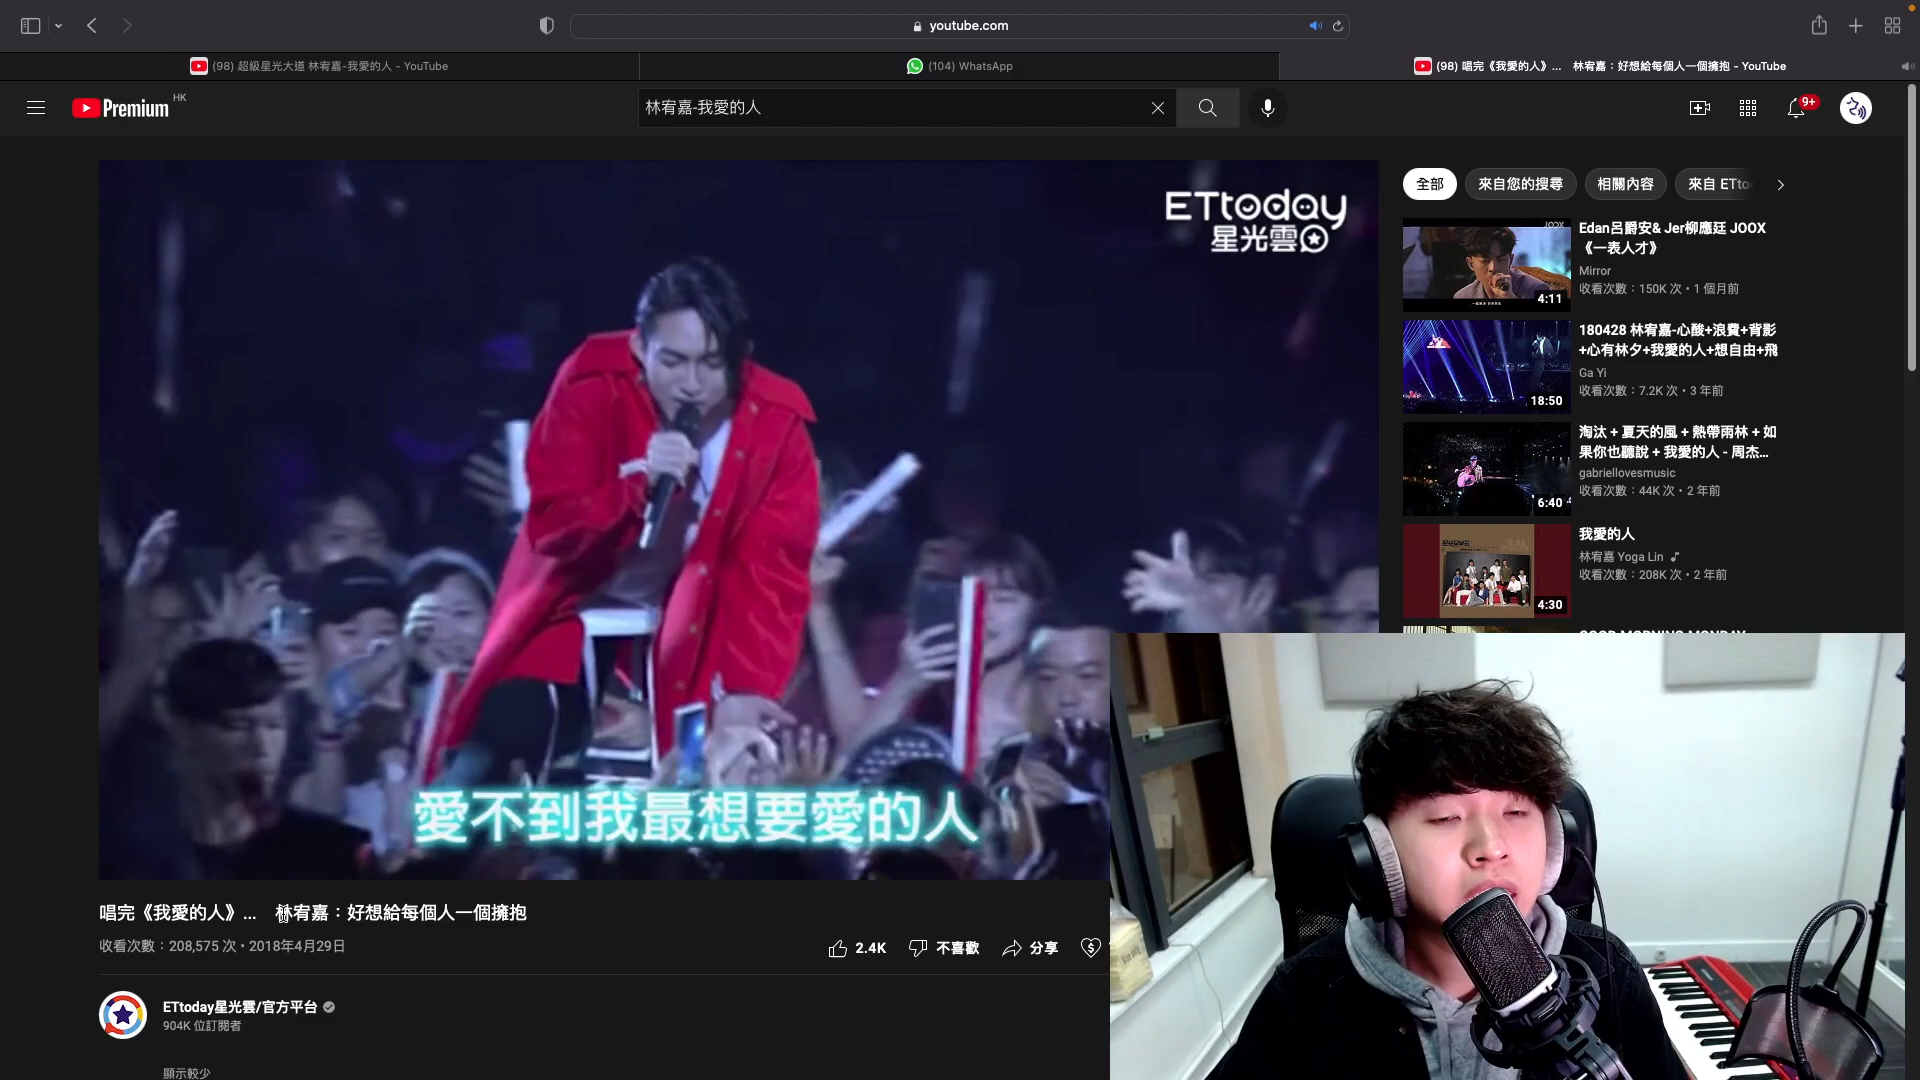 youtube.com
(98) 超級星光大道 林宥嘉-我愛的人 - YouTube
(104) WhatsApp
(98) 唱完《我愛的人》... 林宥嘉：好想給每個人一個擁抱 - YouTube
Premium HK
林宥嘉-我愛的人
9+
ETtoday
星光雲
愛不到我最想要愛的人
全部
來自您的搜尋
相關內容
來自 ETto
Edan呂爵安& Jer柳應廷 JOOX
《一表人才》
Mirror
收看次數：150K 次・1 個月前
JOOX
4:11
180428 林宥嘉-心酸+浪費+背影
+心有林夕+我愛的人+想自由+飛
Ga Yi
收看次數：7.2K 次・3 年前
18:50
淘汰 + 夏天的風 + 熱帶雨林 + 如
果你也聽說 + 我愛的人 - 周杰...
gabriellovesmusic
收看次數：44K 次・2 年前
6:40
我愛的人
林宥嘉 Yoga Lin
收看次數：208K 次・2 年前
4:30
GOOD MORNING MONDAY
唱完《我愛的人》... 林宥嘉：好想給每個人一個擁抱
收看次數：208,575 次・2018年4月29日
2.4K
不喜歡
分享
ETtoday星光雲/官方平台
904K 位訂閱者
顯示較少